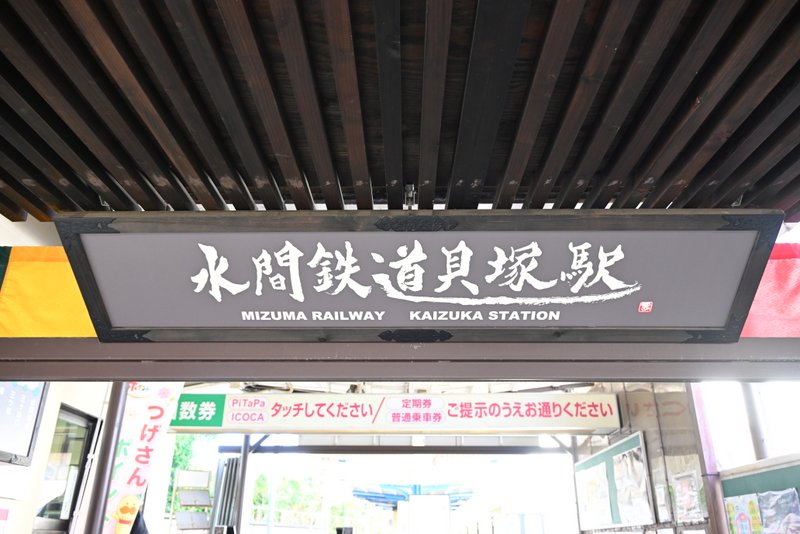 水間鉄道貝塚駅
MIZUMA RAILWAY KAIZUKA STATION
数券
PiTaPa
ICOCA
タッチしてください/
定期券
普通乗車券
ご提示のうえお通りください
つげさん